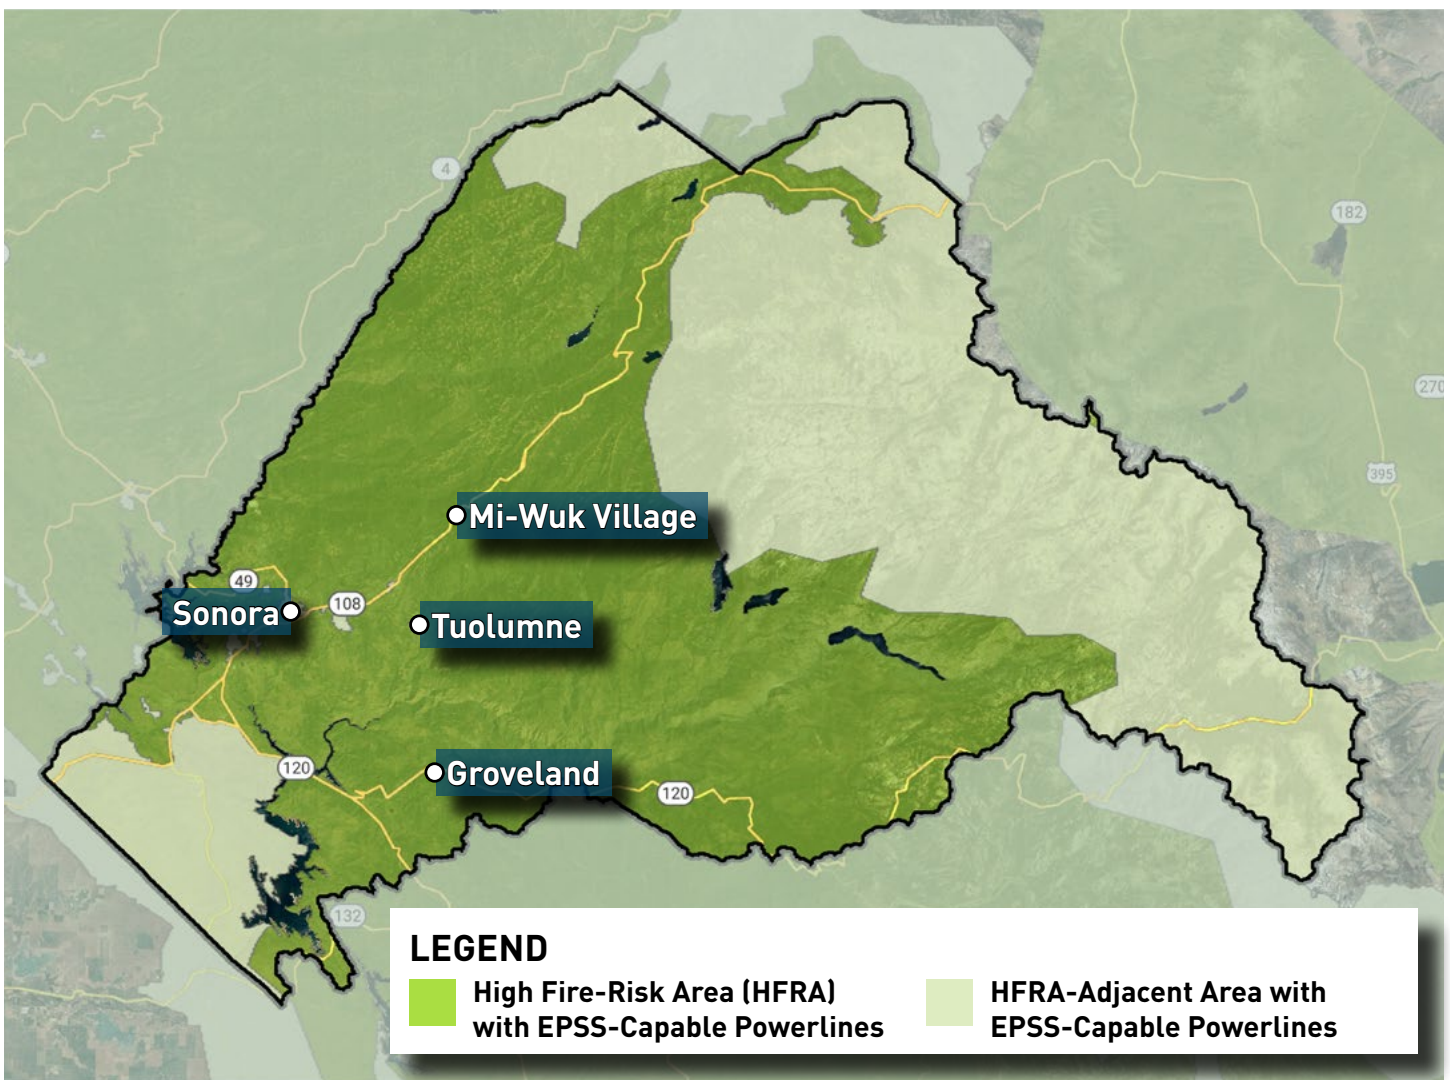 4
182
270
395
Mi-Wuk Village
49
108
Sonora
Tuolumne
120
Groveland
120
132
LEGEND
High Fire-Risk Area (HFRA)
with EPSS-Capable Powerlines
HFRA-Adjacent Area with
EPSS-Capable Powerlines